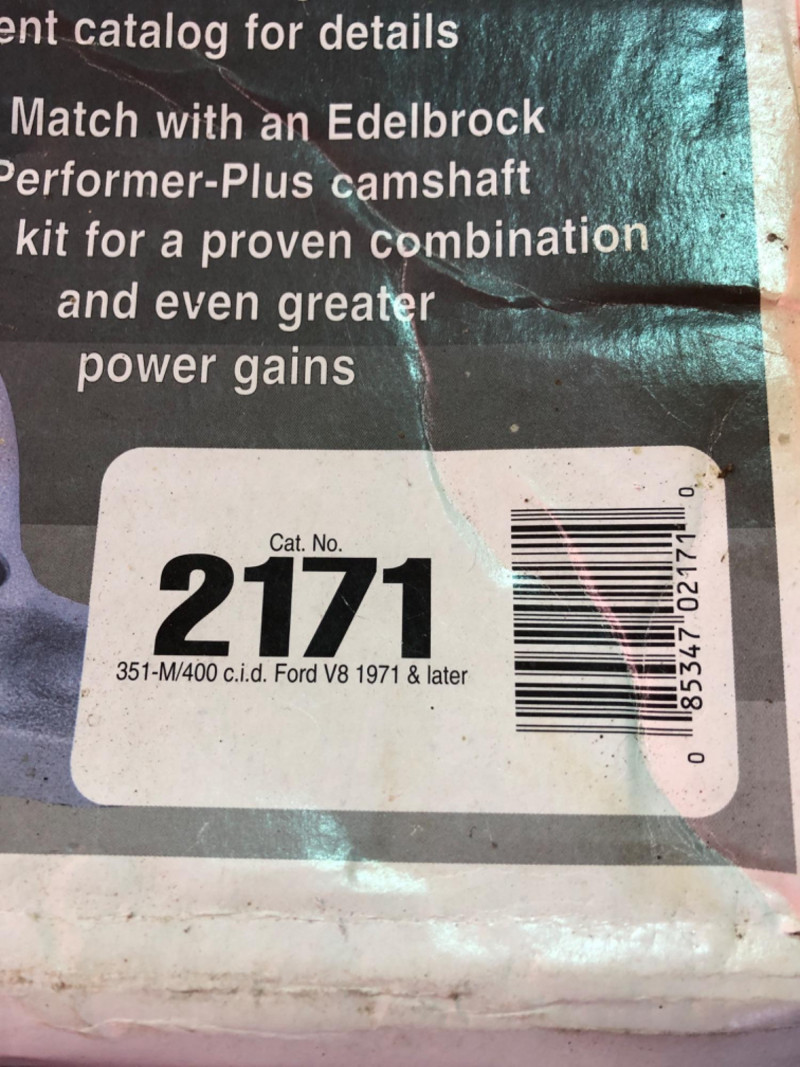 ent catalog for details
Match with an Edelbrock
Performer-Plus camshaft
kit for a proven combination
and even greater
power gains
Cat. No.
2171
351-M/400 c.i.d. Ford V8 1971 & later
0 85347 02171 0